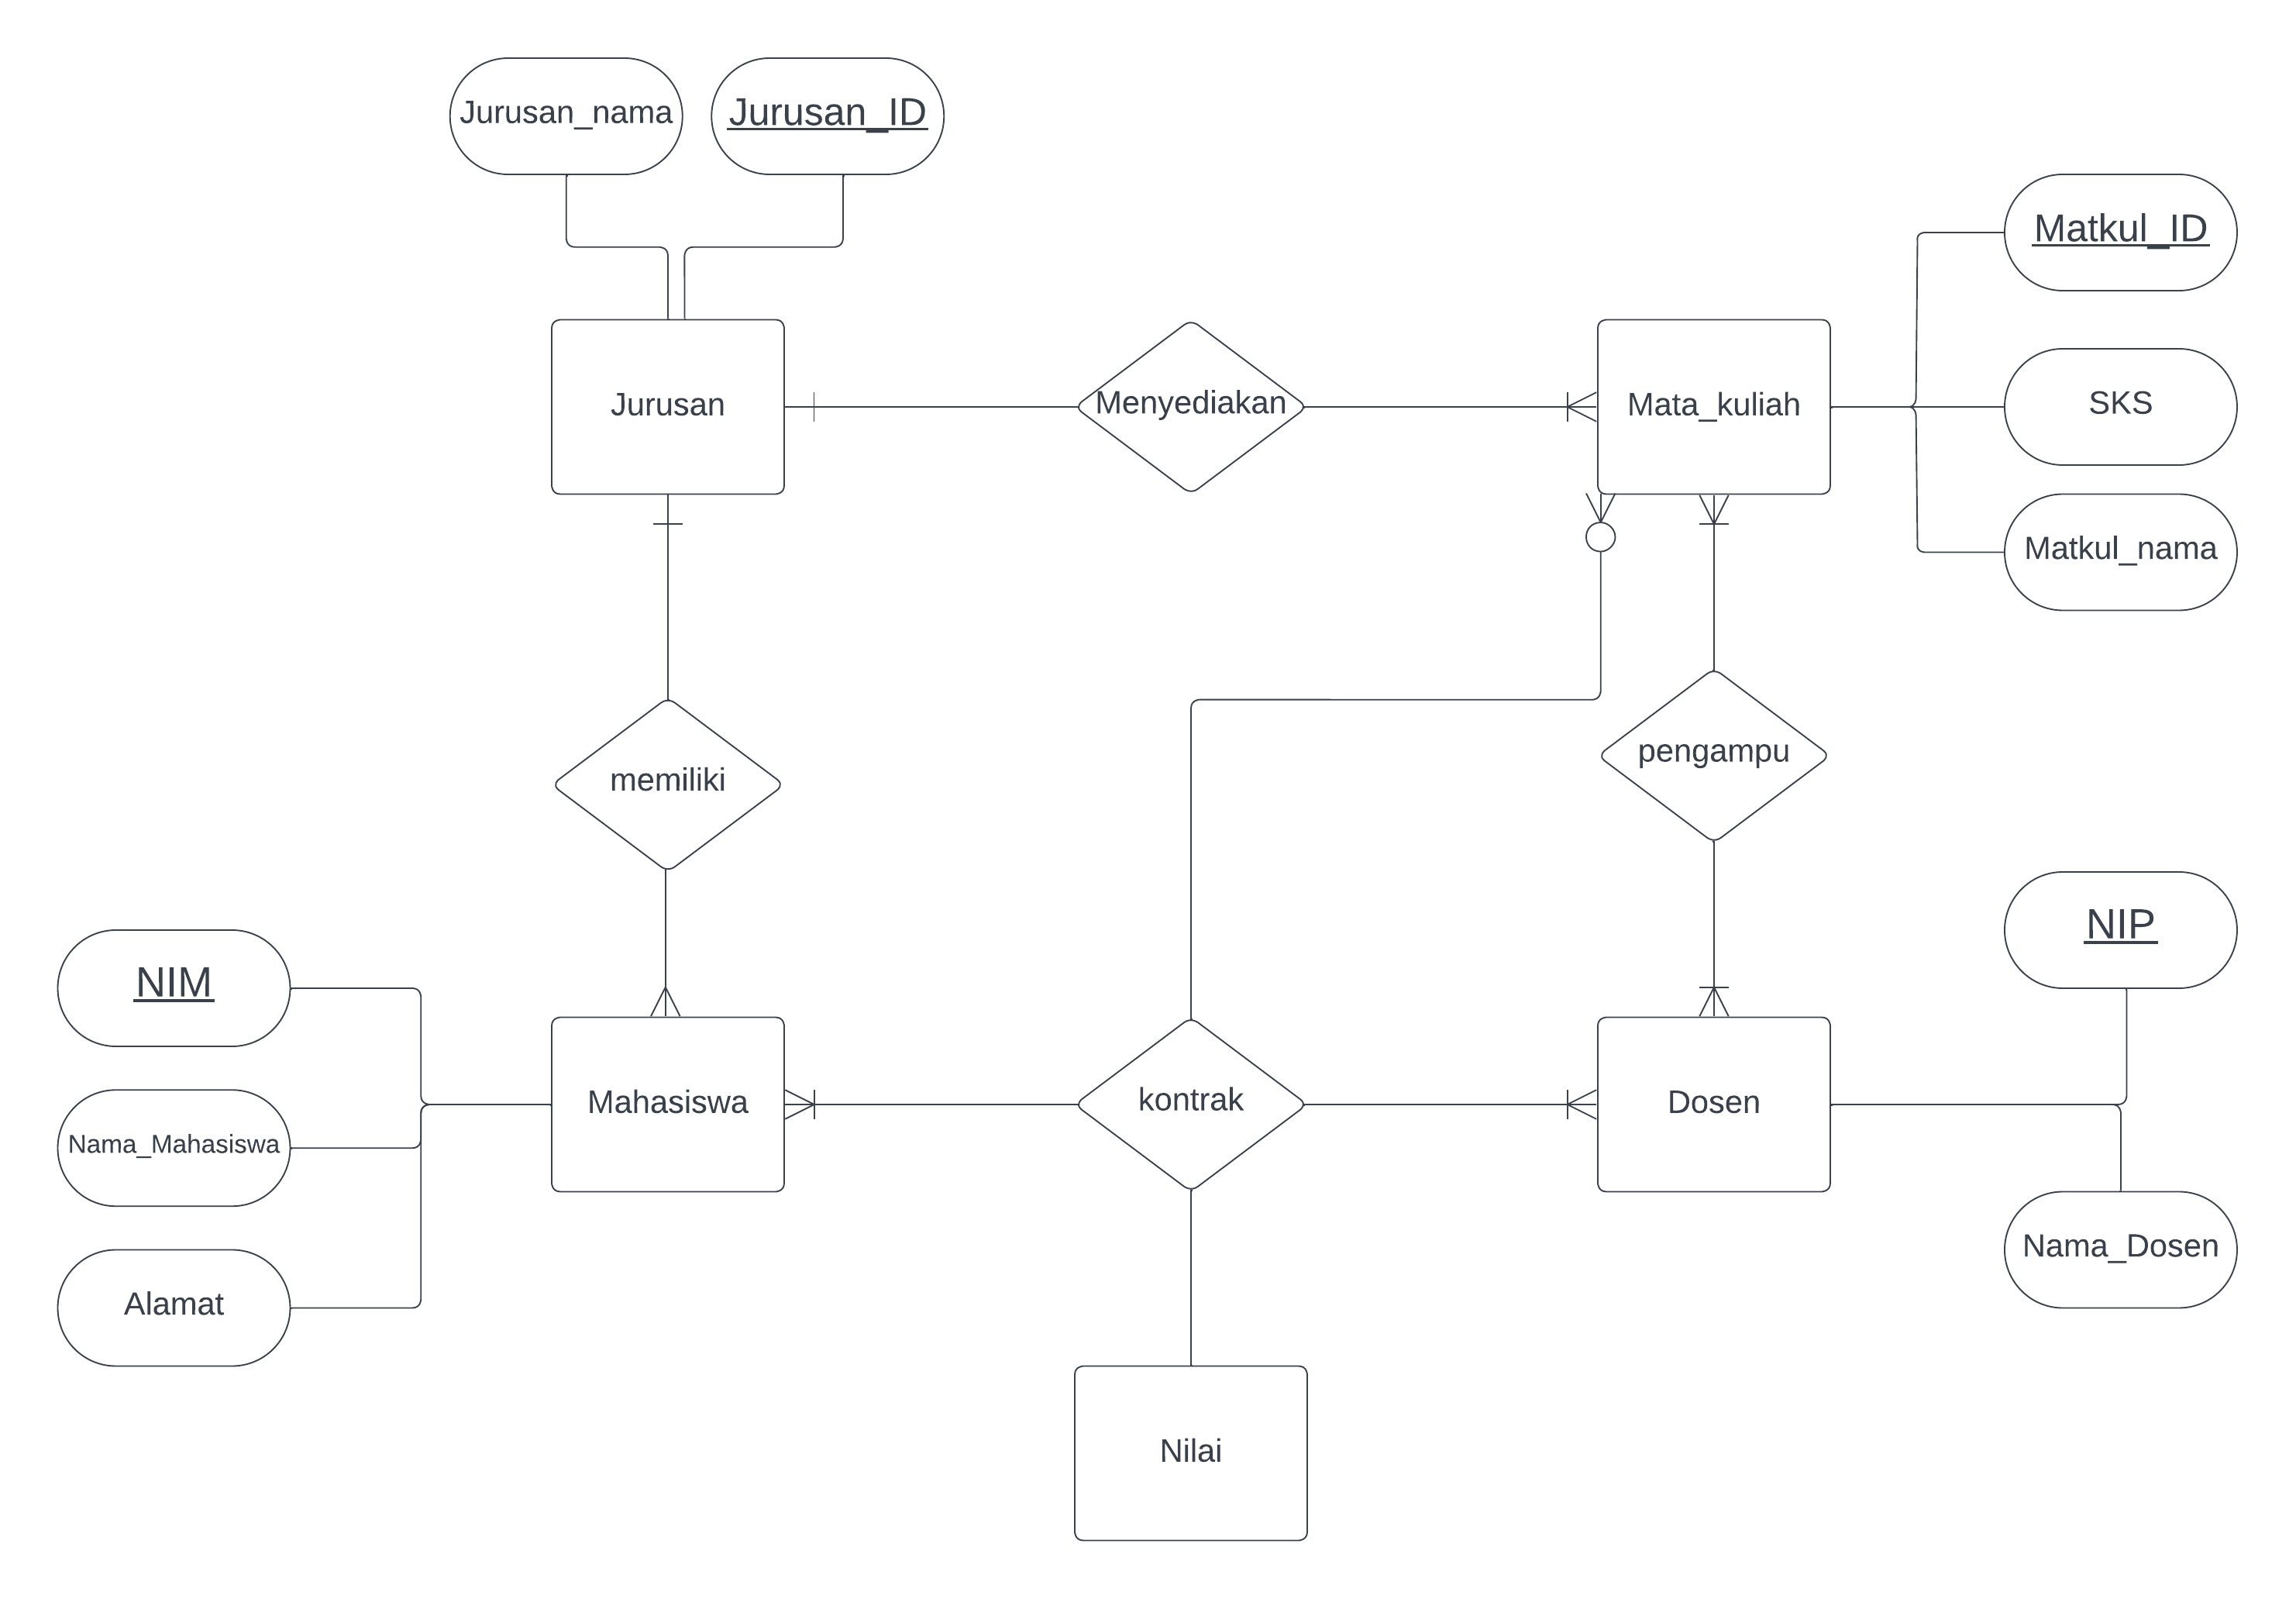 Jurusan_nama
Jurusan_ID
Matkul_ID
Jurusan
Menyediakan
Mata_kuliah
SKS
Matkul_nama
memiliki
pengampu
NIM
NIP
Nama_Mahasiswa
Mahasiswa
kontrak
Dosen
Alamat
Nama_Dosen
Nilai